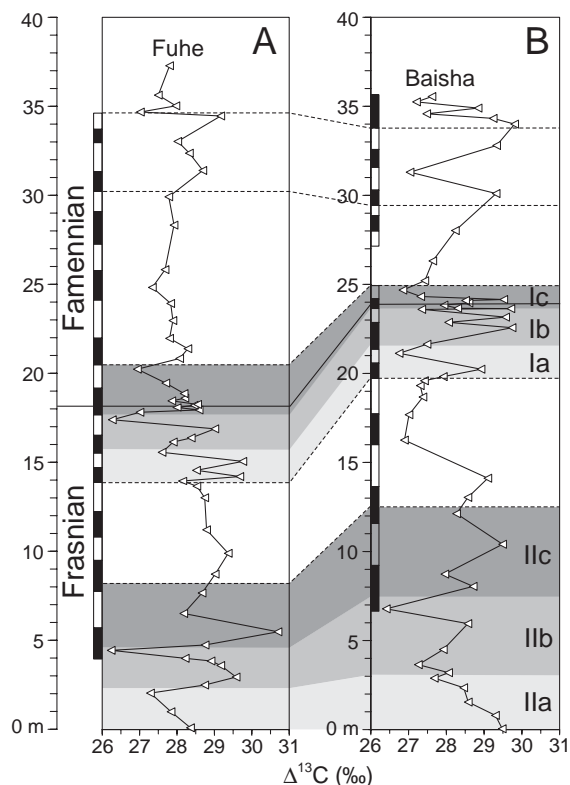 40 A 40 B
Fuhe Baisha
35 35
Famennian
30 30
25 25
Ic
Ib
20 20
Ia
Frasnian
15 15
10 10
IIc
5 5
IIb
IIa
0 m 0 m
26 27 28 29 30 31 26 27 28 29 30 31
Δ¹³C (‰)